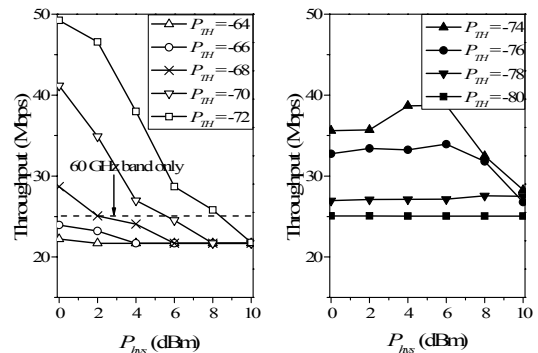 Throughput (Mbps)
50
40
30
20
P_TH=-64
P_TH=-66
P_TH=-68
P_TH=-70
P_TH=-72
60 GHz band only
0 2 4 6 8 10
P_hys (dBm)
Throughput (Mbps)
50
40
30
20
P_TH=-74
P_TH=-76
P_TH=-78
P_TH=-80
0 2 4 6 8 10
P_hys (dBm)